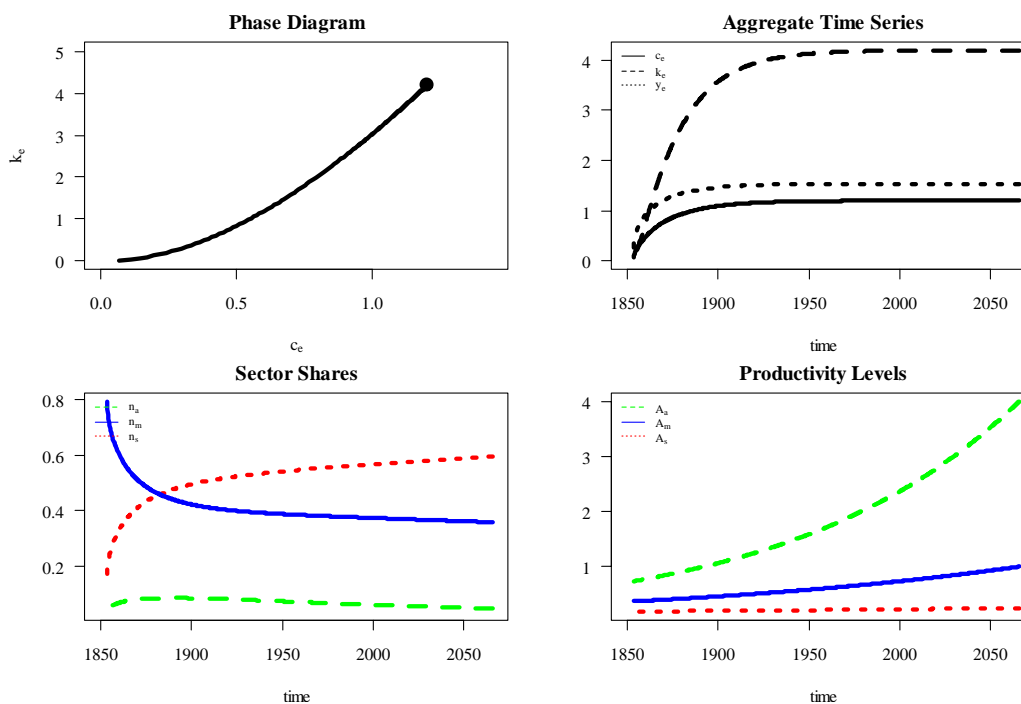 Phase Diagram
5
4
3
2
1
0
k_e
0.0 0.5 1.0
c_e
Aggregate Time Series
c_e
k_e
y_e
4
3
2
1
0
1850 1900 1950 2000 2050
time
Sector Shares
n_a
n_m
n_s
0.8
0.6
0.4
0.2
1850 1900 1950 2000 2050
time
Productivity Levels
A_a
A_m
A_s
4
3
2
1
1850 1900 1950 2000 2050
time